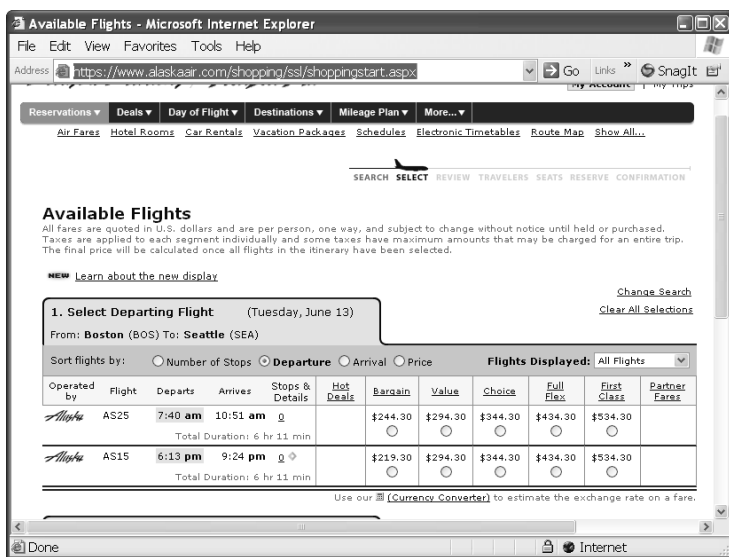 Available Flights - Microsoft Internet Explorer
File Edit View Favorites Tools Help
Address https://www.alaskaair.com/shopping/ssl/shoppingstart.aspx Go Links » SnagIt
My Account | My Trips
Reservations Deals Day of Flight Destinations Mileage Plan More...
Air Fares Hotel Rooms Car Rentals Vacation Packages Schedules Electronic Timetables Route Map Show All...
SEARCH SELECT REVIEW TRAVELERS SEATS RESERVE CONFIRMATION
Available Flights
All fares are quoted in U.S. dollars and are per person, one way, and subject to change without notice until held or purchased.
Taxes are applied to each segment individually and some taxes have maximum amounts that may be charged for an entire trip.
The final price will be calculated once all flights in the itinerary have been selected.
NEW Learn about the new display
Change Search
Clear All Selections
1. Select Departing Flight (Tuesday, June 13)
From: Boston (BOS) To: Seattle (SEA)
Sort flights by: Number of Stops Departure Arrival Price Flights Displayed: All Flights
Operated by Flight Departs Arrives Stops & Details Hot Deals Bargain Value Choice Full Flex First Class Partner Fares
Alaska AS25 7:40 am 10:51 am 0 $244.30 $294.30 $344.30 $434.30 $534.30
Total Duration: 6 hr 11 min
Alaska AS15 6:13 pm 9:24 pm 0 $219.30 $294.30 $344.30 $434.30 $534.30
Total Duration: 6 hr 11 min
Use our (Currency Converter) to estimate the exchange rate on a fare.
Done Internet